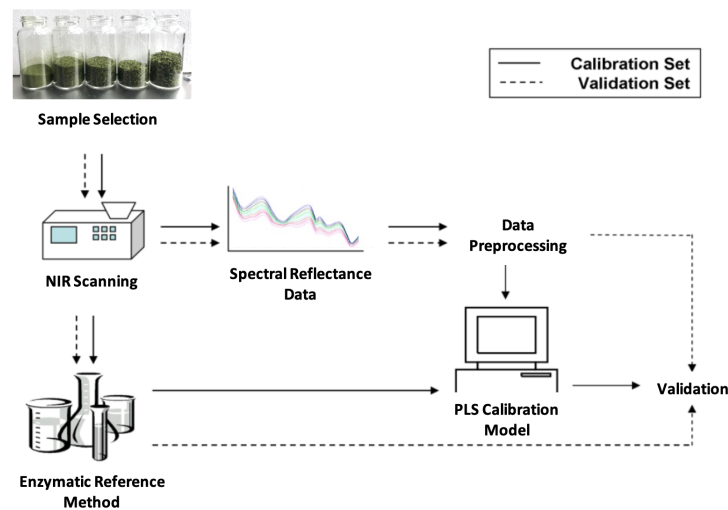 Calibration Set
Validation Set
Sample Selection
NIR Scanning
Spectral Reflectance
Data
Data
Preprocessing
PLS Calibration
Model
Validation
Enzymatic Reference
Method